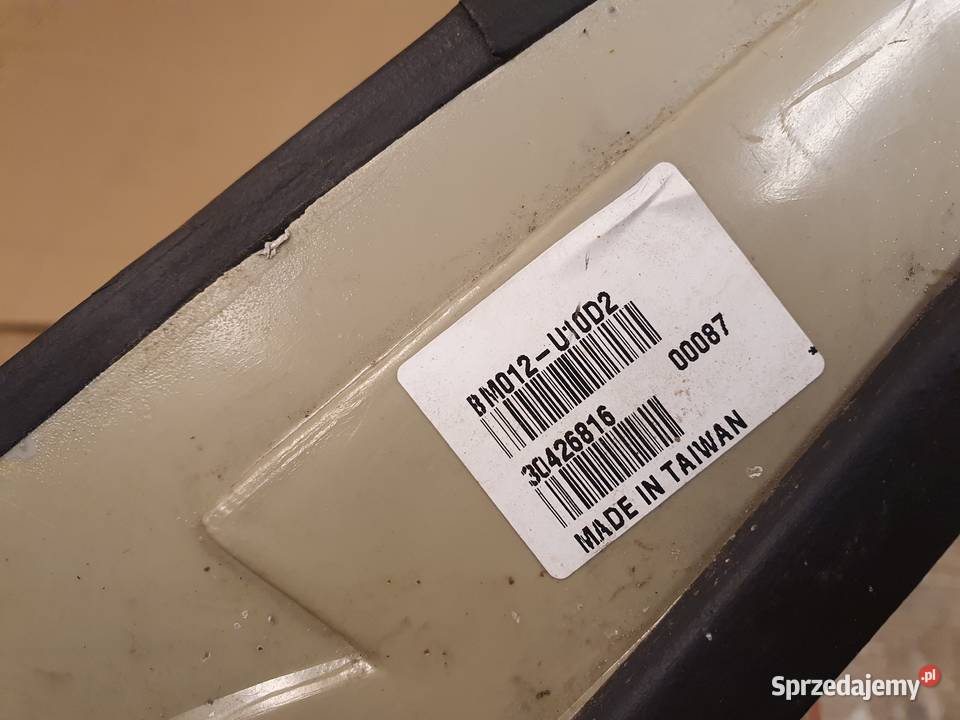 BM012-U10D2
00087
30426816
MADE IN TAIWAN
Sprzedajemy.pl